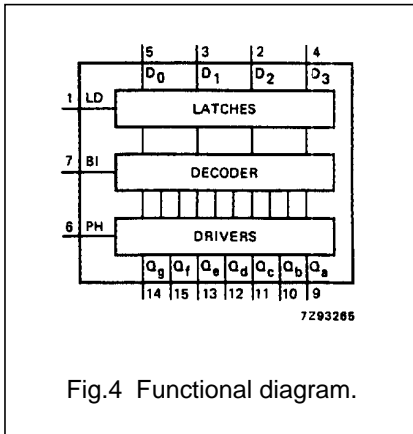 5 3 2 4
D0 D1 D2 D3
1 LD
LATCHES
7 BI
DECODER
6 PH
DRIVERS
Qg Qf Qe Qd Qc Qb Qa
14 15 13 12 11 10 9
7Z93265
Fig.4 Functional diagram.